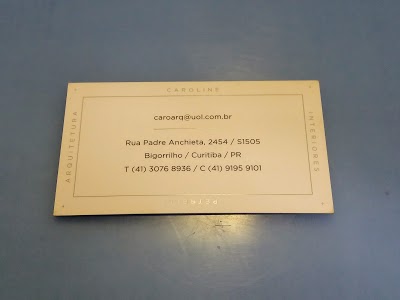 CAROLINE
ARQUITETURA
caroarq@uol.com.br
Rua Padre Anchieta, 2454 / S1505
Bigorrilho / Curitiba / PR
T (41) 3076 8936 / C (41) 9195 9101
INTERIORES